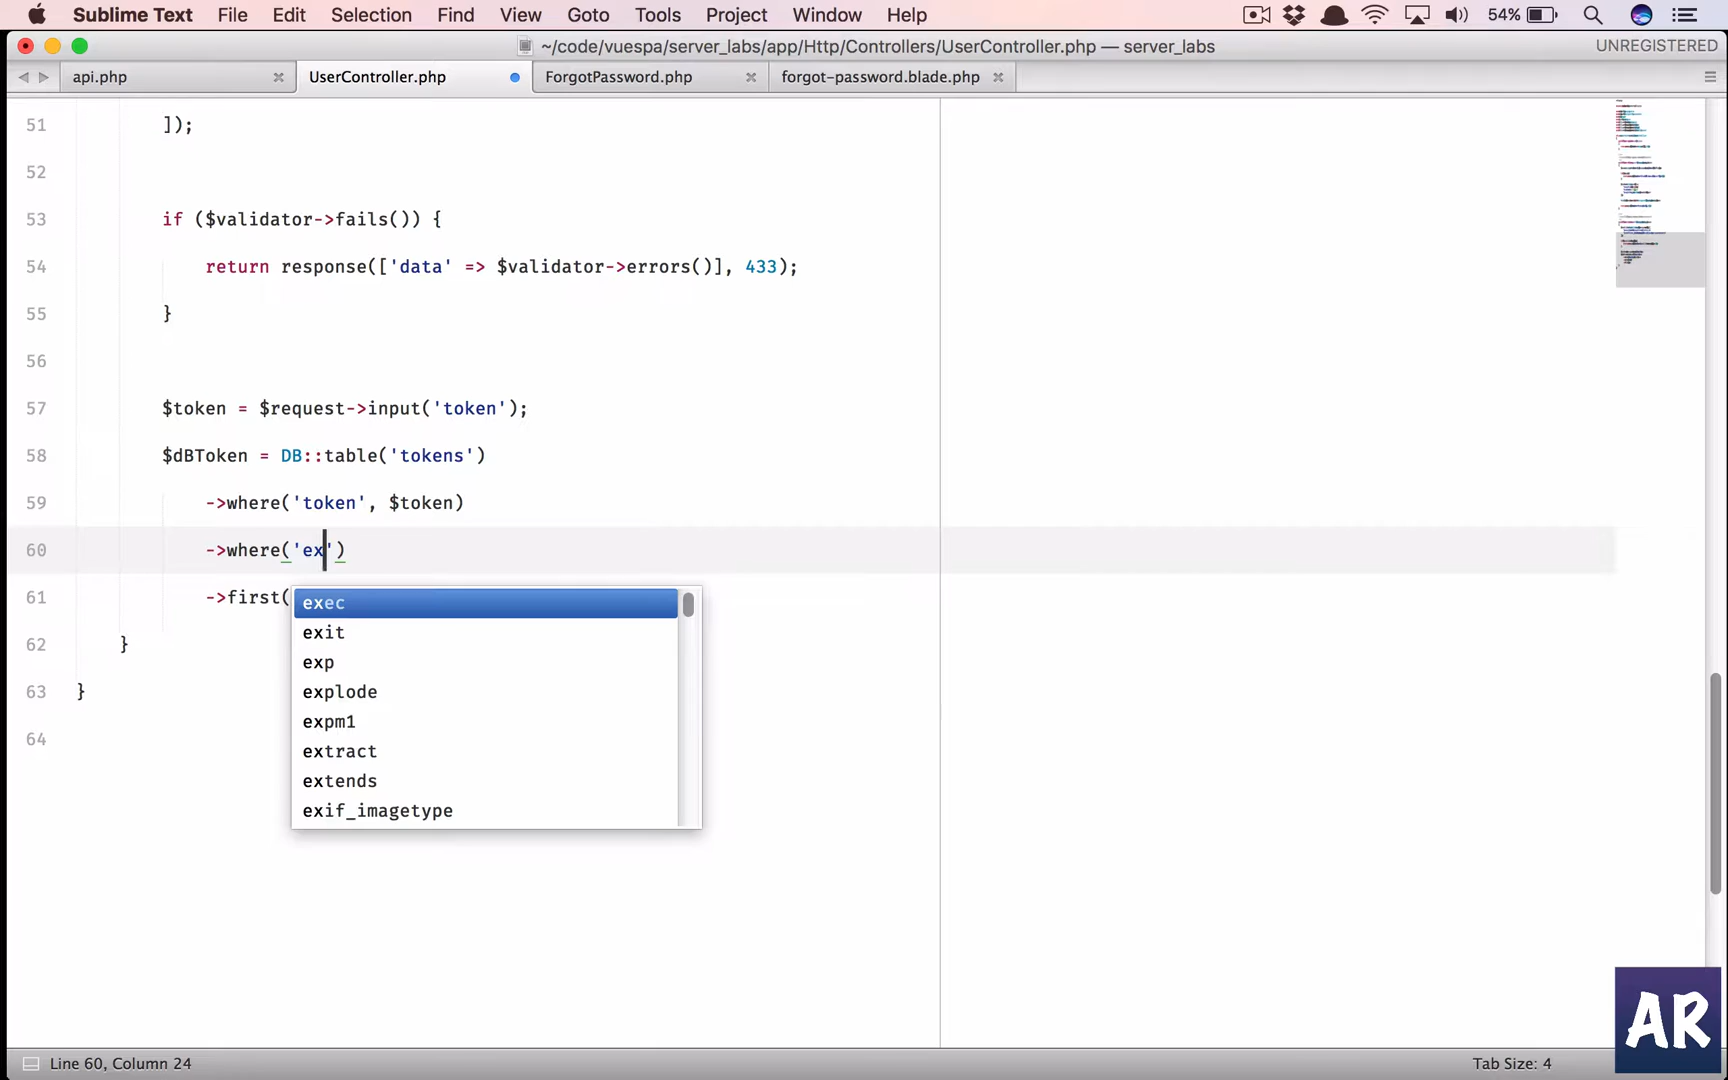 Sublime Text File Edit Selection Find View Goto Tools Project Window Help 54%
~/code/vuespa/server_labs/app/Http/Controllers/UserController.php — server_labs UNREGISTERED
api.php UserController.php ForgotPassword.php forgot-password.blade.php
51 ]);
52
53 if ($validator->fails()) {
54 return response(['data' => $validator->errors()], 433);
55 }
56
57 $token = $request->input('token');
58 $dBToken = DB::table('tokens')
59 ->where('token', $token)
60 ->where('ex')
61 ->first(
exec
exit
62 }
exp
63 }
explode
expm1
64
extract
extends
exif_imagetype
AR
Line 60, Column 24 Tab Size: 4